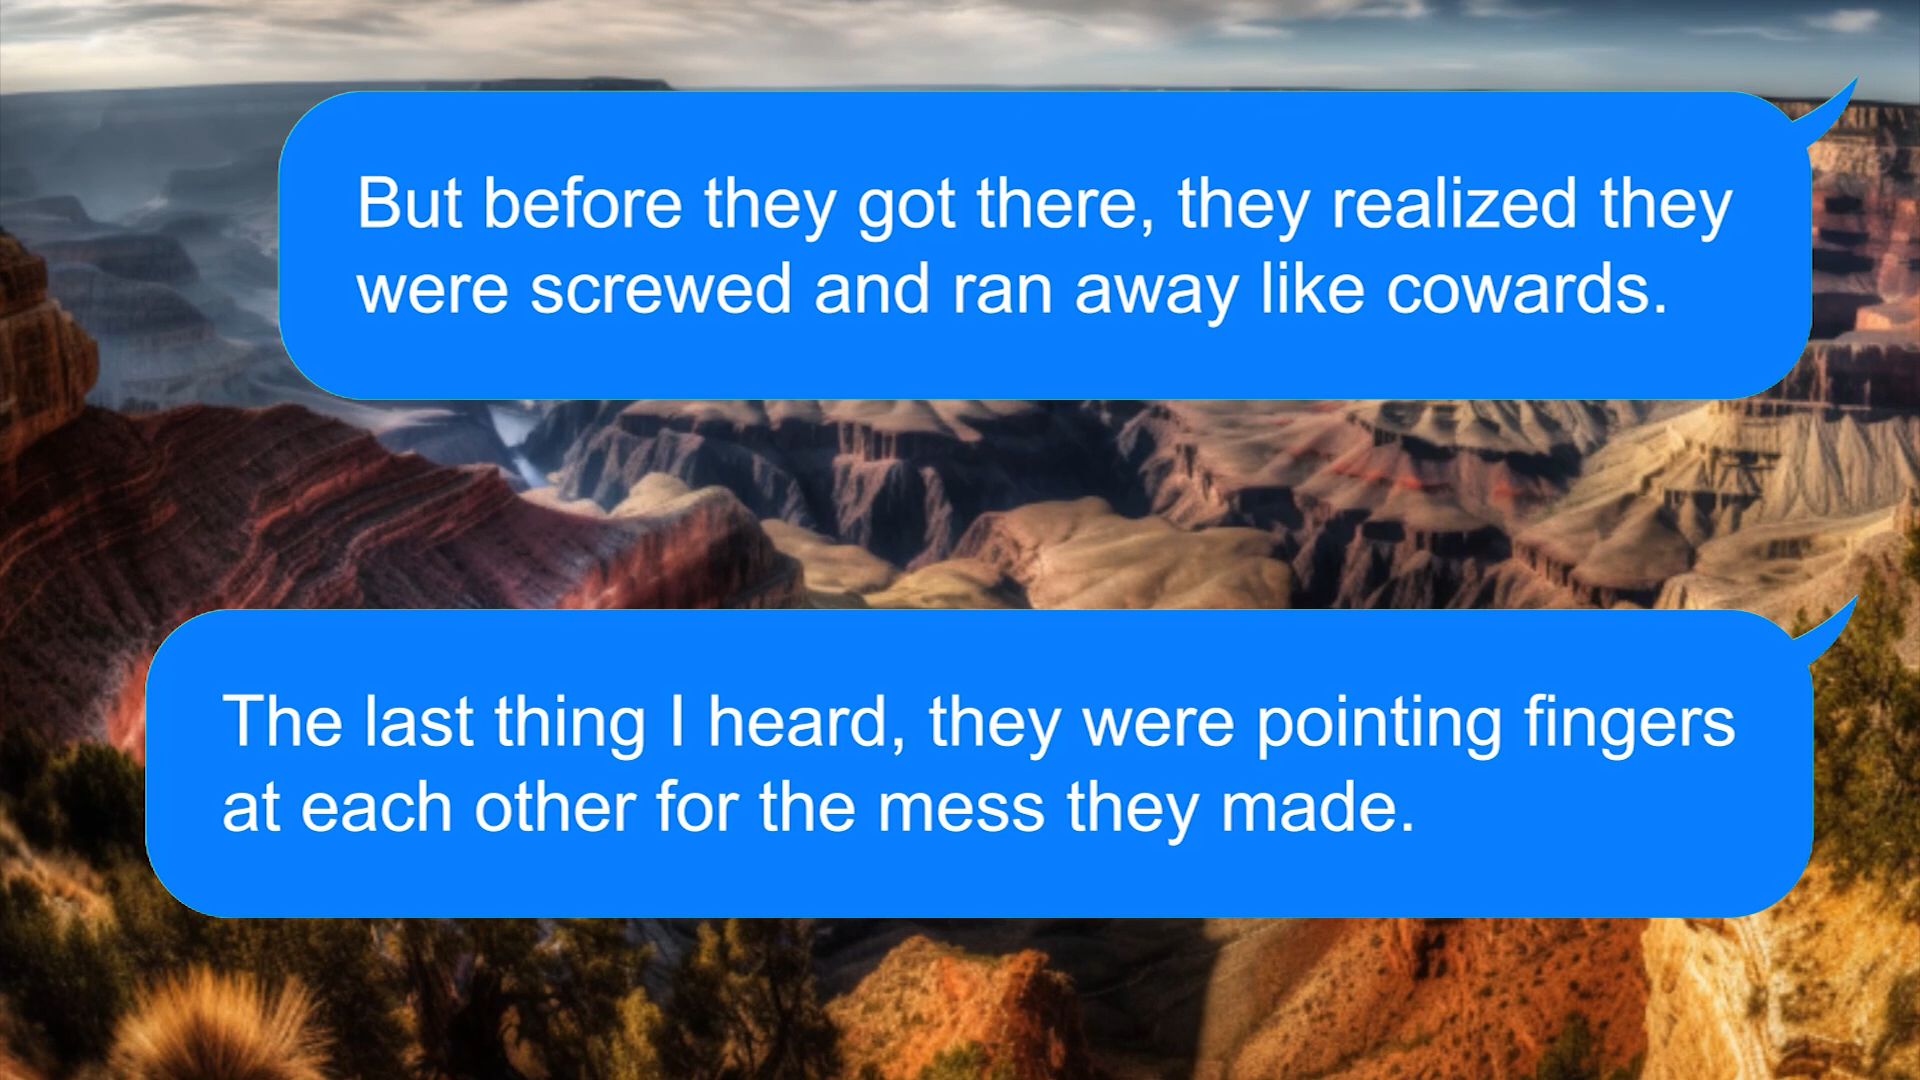 But before they got there, they realized they
were screwed and ran away like cowards.
The last thing I heard, they were pointing fingers
at each other for the mess they made.